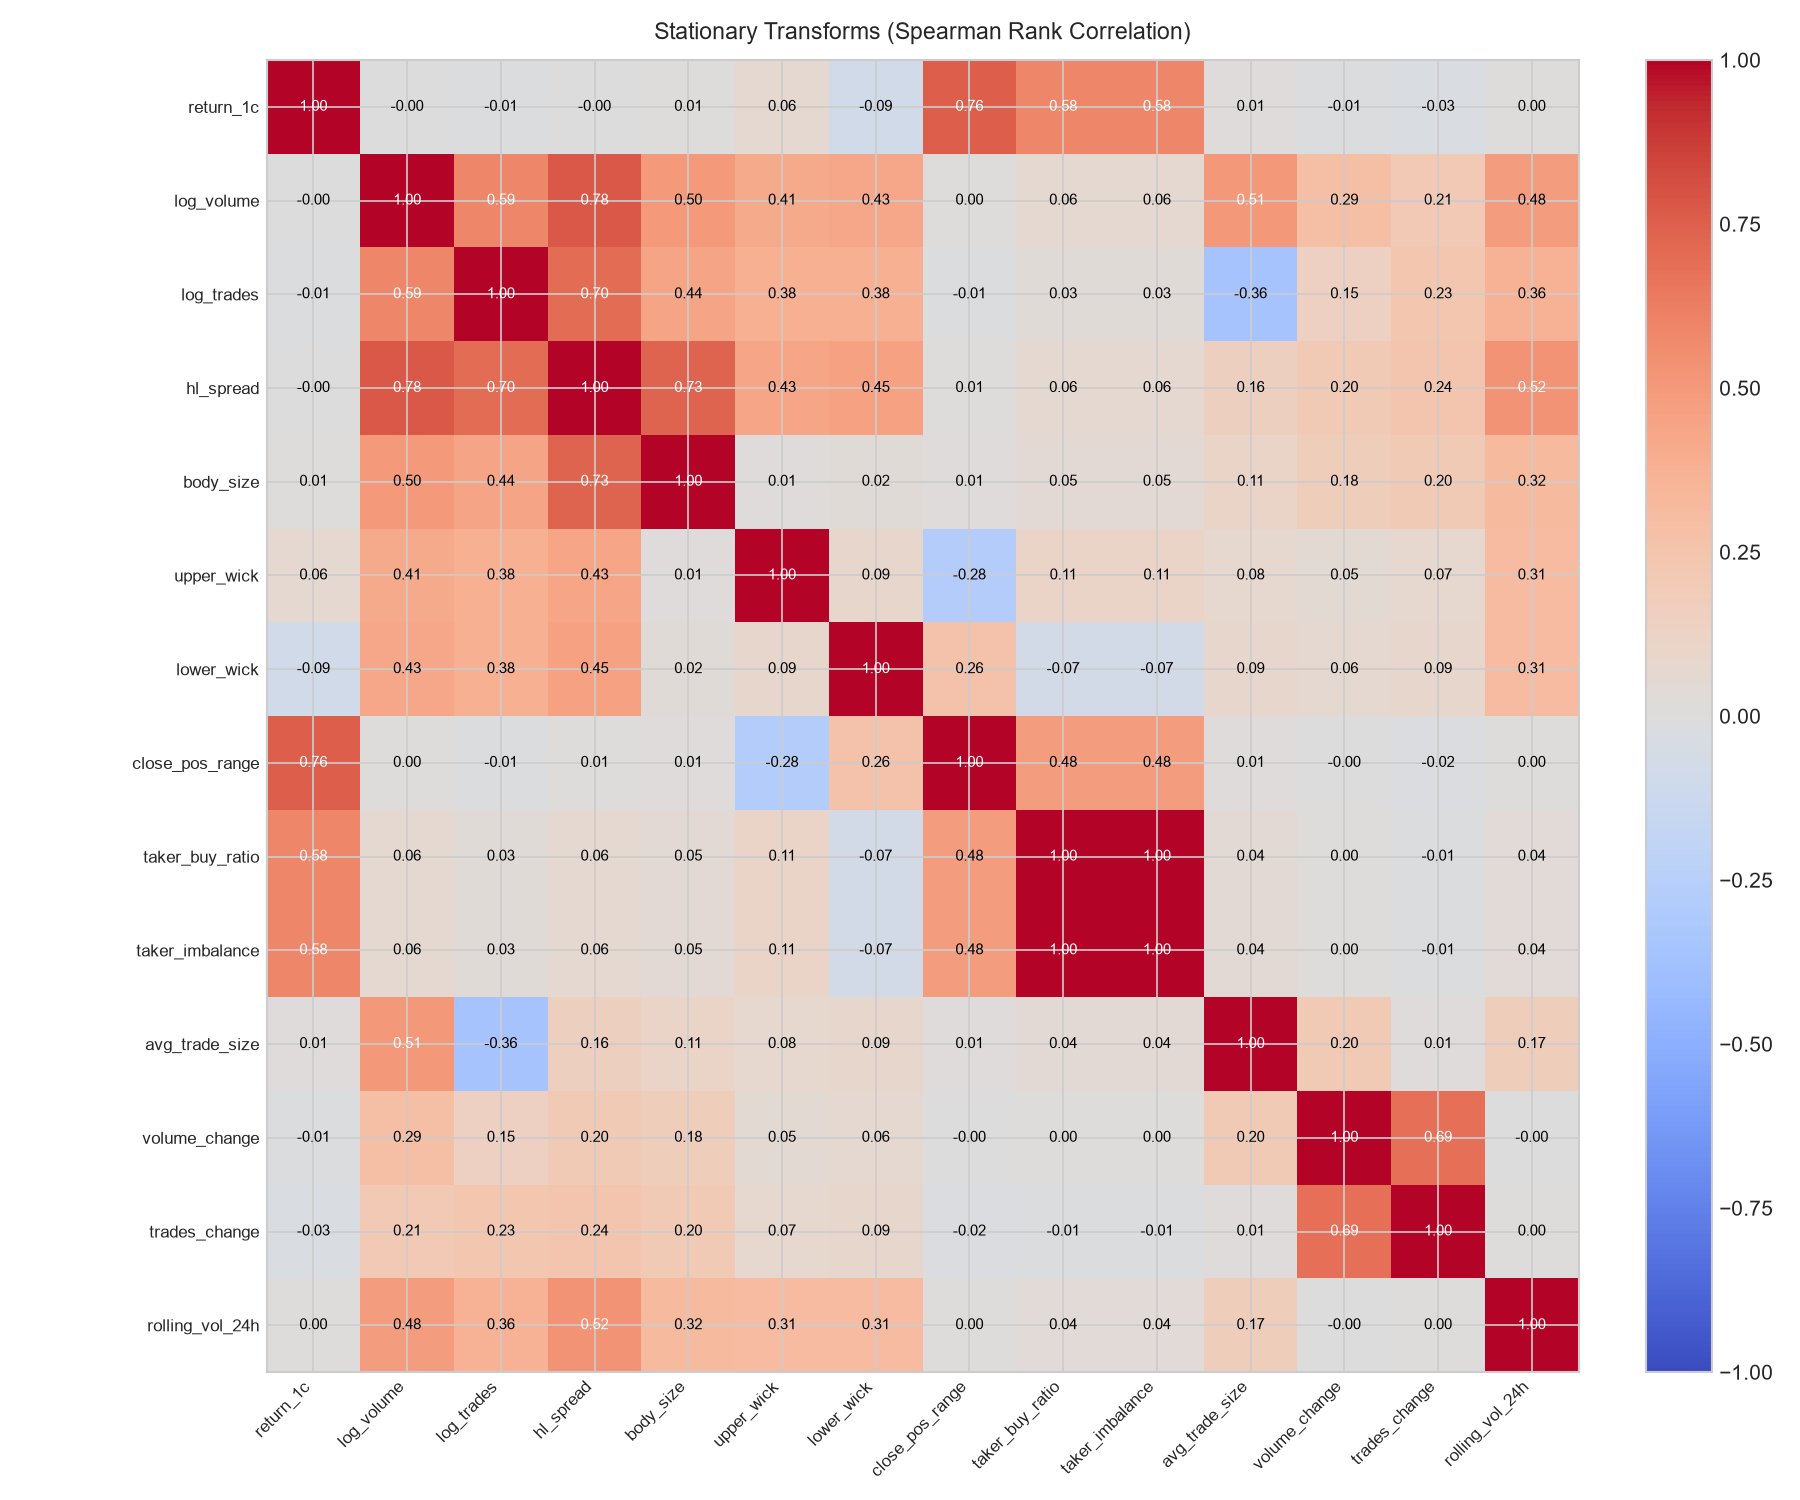 Stationary Transforms (Spearman Rank Correlation)
return_1c 1.00 -0.00 -0.01 -0.00 0.01 0.06 -0.09 0.76 0.58 0.58 0.01 -0.01 -0.03 0.00
log_volume -0.00 1.00 0.59 0.78 0.50 0.41 0.43 0.00 0.06 0.06 0.51 0.29 0.21 0.48
log_trades -0.01 0.59 1.00 0.70 0.44 0.38 0.38 -0.01 0.03 0.03 -0.36 0.15 0.23 0.36
hl_spread -0.00 0.78 0.70 1.00 0.73 0.43 0.45 0.01 0.06 0.06 0.16 0.20 0.24 0.52
body_size 0.01 0.50 0.44 0.73 1.00 0.01 0.02 0.01 0.05 0.05 0.11 0.18 0.20 0.32
upper_wick 0.06 0.41 0.38 0.43 0.01 1.00 0.09 -0.28 0.11 0.11 0.08 0.05 0.07 0.31
lower_wick -0.09 0.43 0.38 0.45 0.02 0.09 1.00 0.26 -0.07 -0.07 0.09 0.06 0.09 0.31
close_pos_range 0.76 0.00 -0.01 0.01 0.01 -0.28 0.26 1.00 0.48 0.48 0.01 -0.00 -0.02 0.00
taker_buy_ratio 0.58 0.06 0.03 0.06 0.05 0.11 -0.07 0.48 1.00 1.00 0.04 0.00 -0.01 0.04
taker_imbalance 0.58 0.06 0.03 0.06 0.05 0.11 -0.07 0.48 1.00 1.00 0.04 0.00 -0.01 0.04
avg_trade_size 0.01 0.51 -0.36 0.16 0.11 0.08 0.09 0.01 0.04 0.04 1.00 0.20 0.01 0.17
volume_change -0.01 0.29 0.15 0.20 0.18 0.05 0.06 -0.00 0.00 0.00 0.20 1.00 0.69 -0.00
trades_change -0.03 0.21 0.23 0.24 0.20 0.07 0.09 -0.02 -0.01 -0.01 0.01 0.69 1.00 0.00
rolling_vol_24h 0.00 0.48 0.36 0.52 0.32 0.31 0.31 0.00 0.04 0.04 0.17 -0.00 0.00 1.00
return_1c log_volume log_trades hl_spread body_size upper_wick lower_wick close_pos_range taker_buy_ratio taker_imbalance avg_trade_size volume_change trades_change rolling_vol_24h
1.00
0.75
0.50
0.25
0.00
−0.25
−0.50
−0.75
−1.00